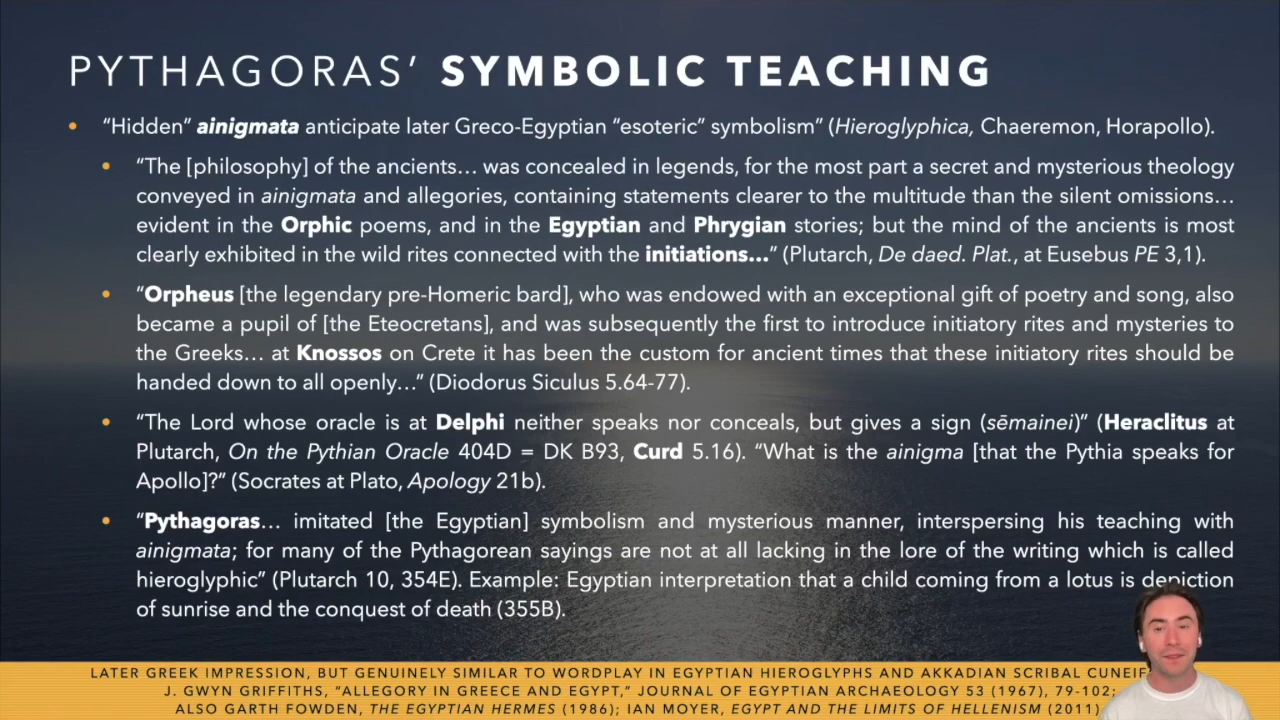 PYTHAGORAS’ SYMBOLIC TEACHING
• “Hidden” ainigmata anticipate later Greco-Egyptian “esoteric” symbolism” (Hieroglyphica, Chaeremon, Horapollo).
• “The [philosophy] of the ancients… was concealed in legends, for the most part a secret and mysterious theology
conveyed in ainigmata and allegories, containing statements clearer to the multitude than the silent omissions…
evident in the Orphic poems, and in the Egyptian and Phrygian stories; but the mind of the ancients is most
clearly exhibited in the wild rites connected with the initiations…” (Plutarch, De daed. Plat., at Eusebus PE 3,1).
• “Orpheus [the legendary pre-Homeric bard], who was endowed with an exceptional gift of poetry and song, also
became a pupil of [the Eteocretans], and was subsequently the first to introduce initiatory rites and mysteries to
the Greeks… at Knossos on Crete it has been the custom for ancient times that these initiatory rites should be
handed down to all openly…” (Diodorus Siculus 5.64-77).
• “The Lord whose oracle is at Delphi neither speaks nor conceals, but gives a sign (sēmainei)” (Heraclitus at
Plutarch, On the Pythian Oracle 404D = DK B93, Curd 5.16). “What is the ainigma [that the Pythia speaks for
Apollo]?” (Socrates at Plato, Apology 21b).
• “Pythagoras… imitated [the Egyptian] symbolism and mysterious manner, interspersing his teaching with
ainigmata; for many of the Pythagorean sayings are not at all lacking in the lore of the writing which is called
hieroglyphic” (Plutarch 10, 354E). Example: Egyptian interpretation that a child coming from a lotus is depiction
of sunrise and the conquest of death (355B).
LATER GREEK IMPRESSION, BUT GENUINELY SIMILAR TO WORDPLAY IN EGYPTIAN HIEROGLYPHS AND AKKADIAN SCRIBAL
J. GWYN GRIFFITHS, “ALLEGORY IN GREECE AND EGYPT,” JOURNAL OF EGYPTIAN ARCHAEOLOGY 53 (1967), 79-102;
ALSO GARTH FOWDEN, THE EGYPTIAN HERMES (1986); IAN MOYER, EGYPT AND THE LIMITS OF HELLENISM (2011)